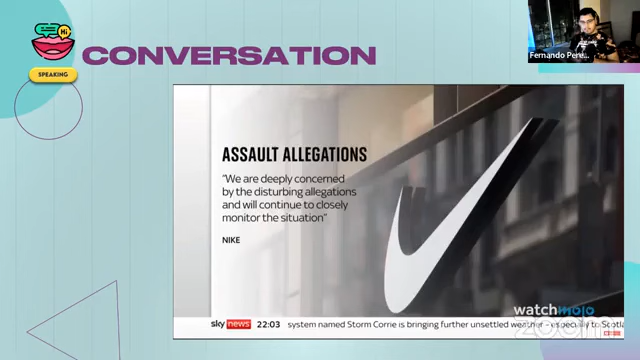 Hi
SPEAKING
CONVERSATION
Fernando Pere...
ASSAULT ALLEGATIONS
“We are deeply concerned
by the disturbing allegations
and will continue to closely
monitor the situation”
NIKE
watchmojo
zoom
sky news 22:03 system named Storm Corrie is bringing further unsettled weather – especially to Scotla